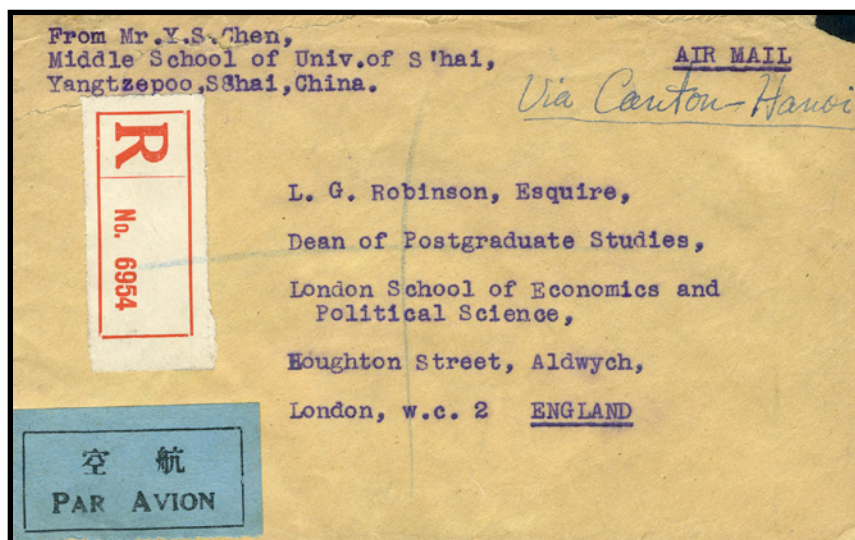 From Mr.Y.S.Chen,
Middle School of Univ.of S'hai,
Yangtzepoo,S8hai,China.
AIR MAIL
Via Canton-Hanoi
R
No. 6954
L. G. Robinson, Esquire,
Dean of Postgraduate Studies,
London School of Economics and
Political Science,
Houghton Street, Aldwych,
London, w.c. 2 ENGLAND
空 航
PAR AVION